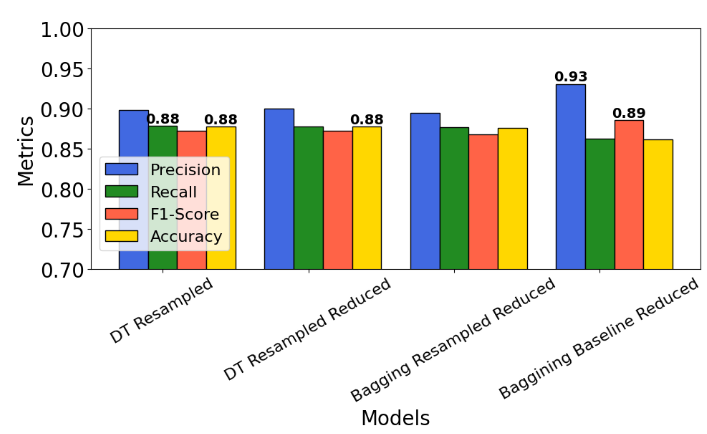 1.00
0.95
0.90
0.85
0.80
0.75
0.70
Metrics
0.88
0.88
0.88
0.93
0.89
Precision
Recall
F1-Score
Accuracy
DT Resampled
DT Resampled Reduced
Bagging Resampled Reduced
Baggining Baseline Reduced
Models